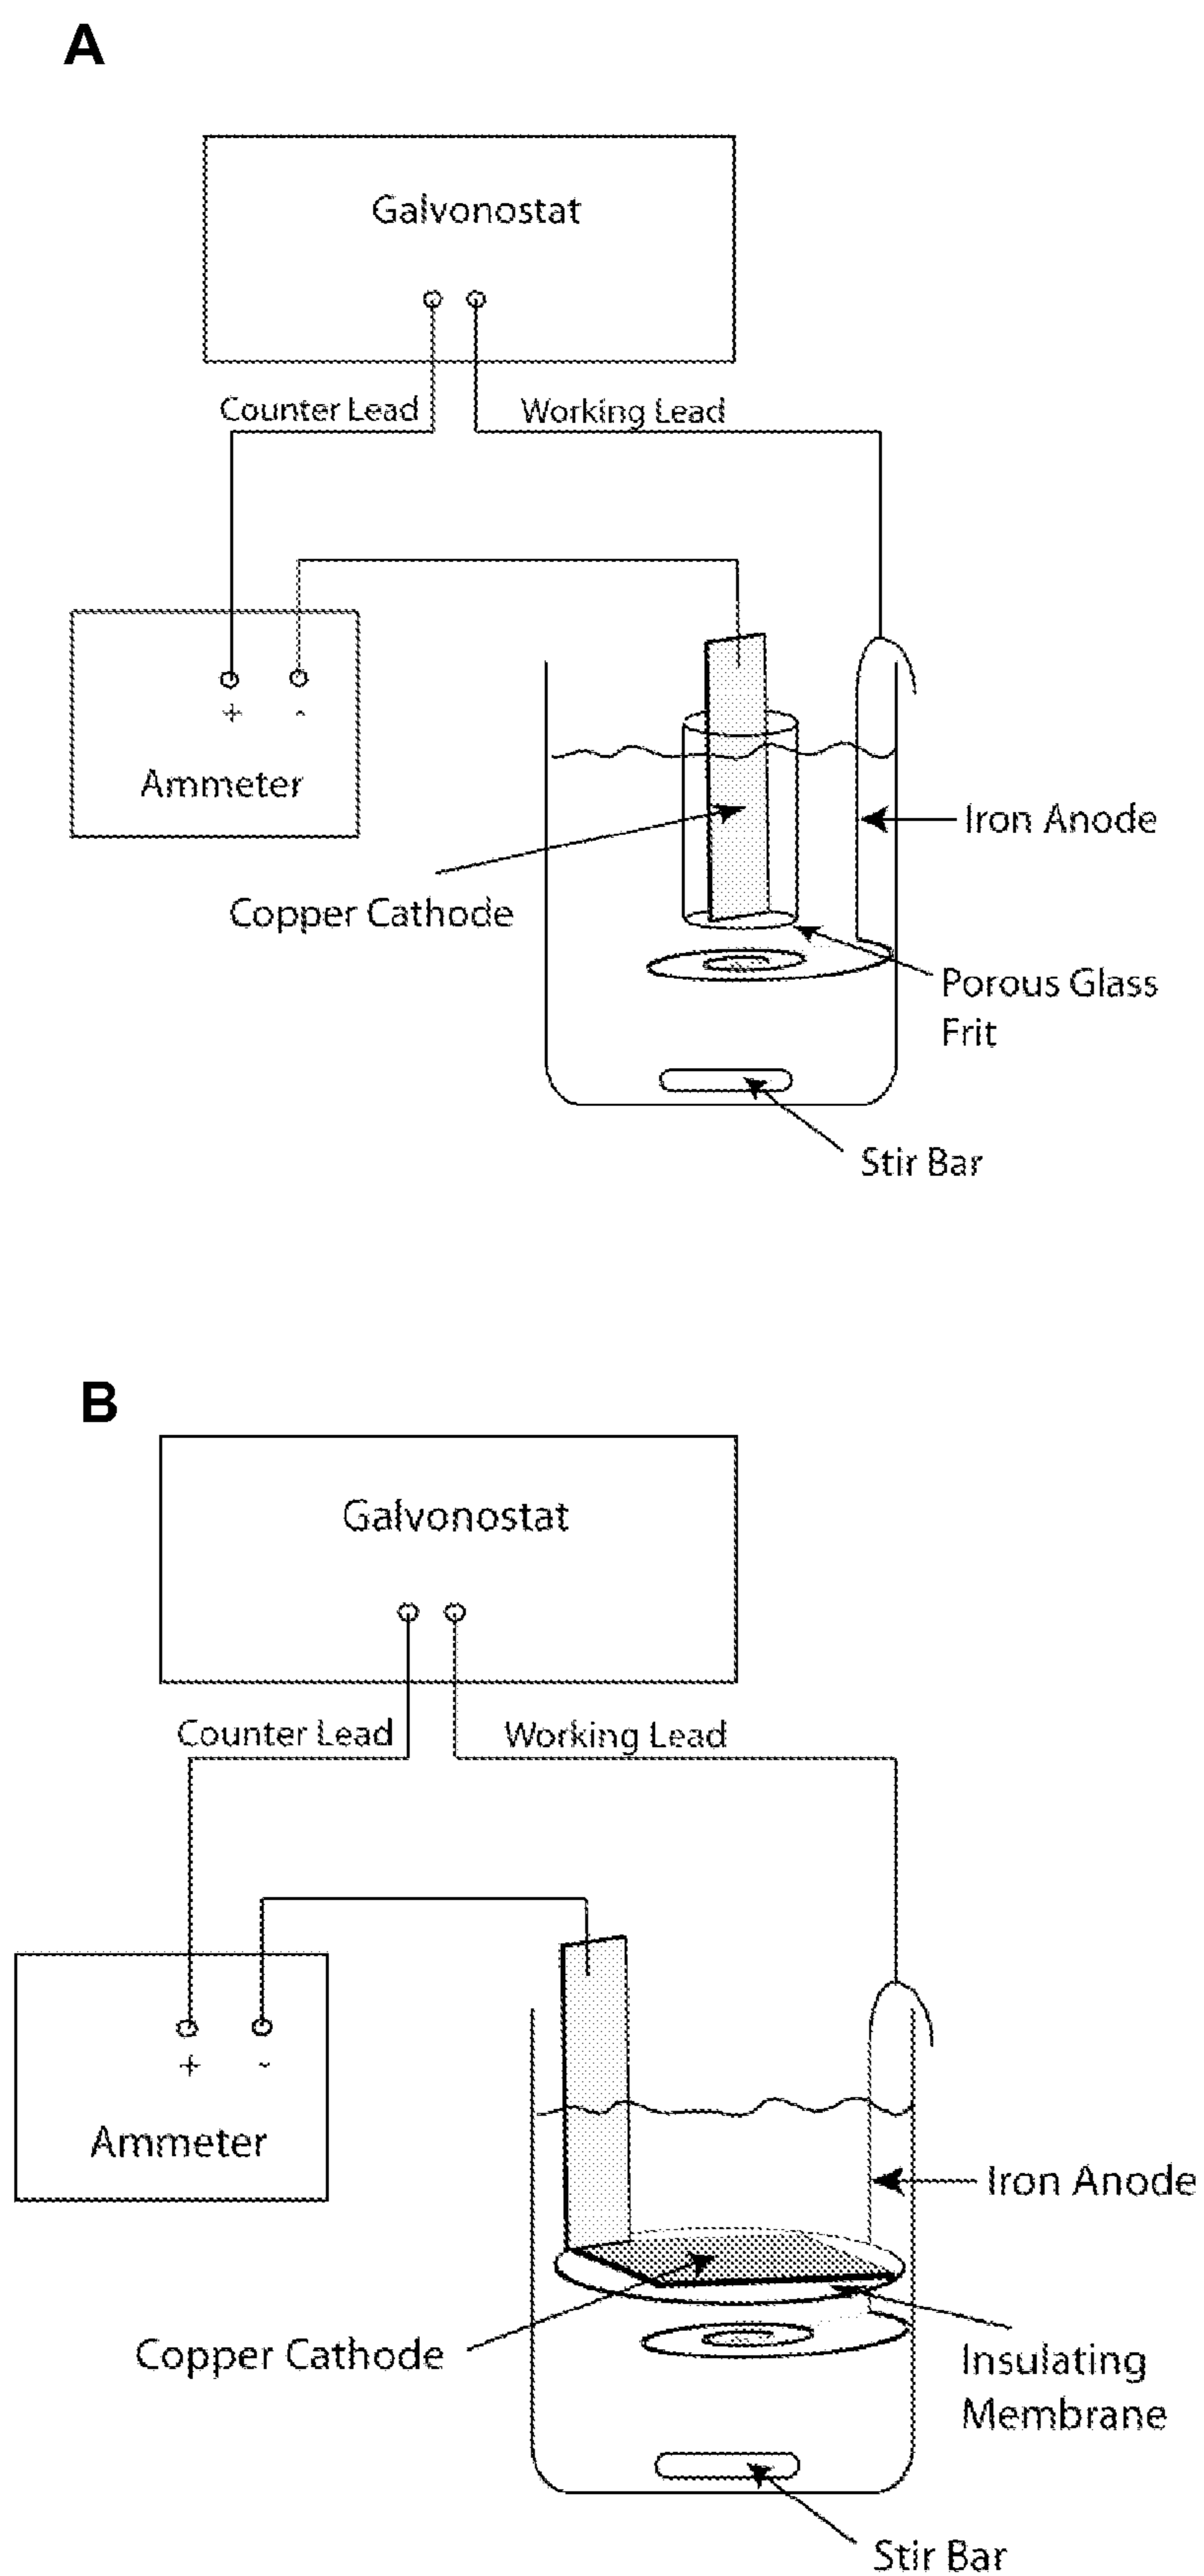 A
Galvonostat
Counter Lead
Working Lead
+
-
Ammeter
Iron Anode
Copper Cathode
Porous Glass
Frit
Stir Bar
B
Galvonostat
Counter Lead
Working Lead
+
-
Ammeter
Iron Anode
Copper Cathode
Insulating
Membrane
Stir Bar